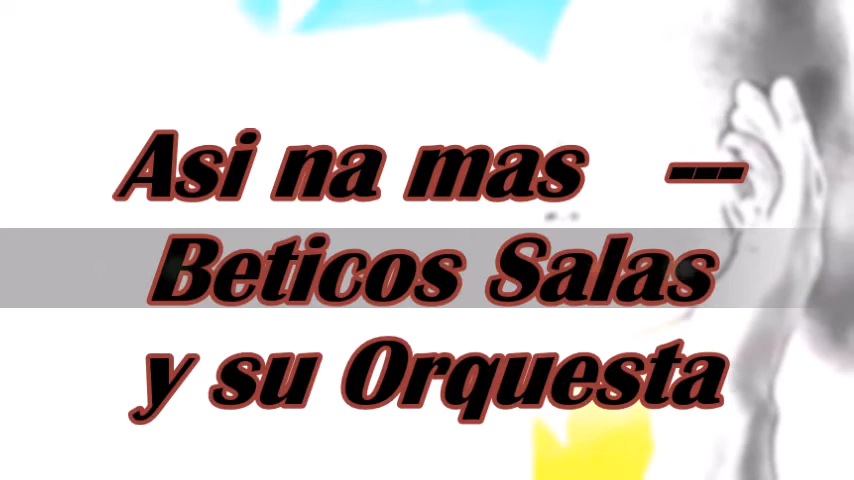 Asi na mas ---
Beticos Salas
y su Orquesta